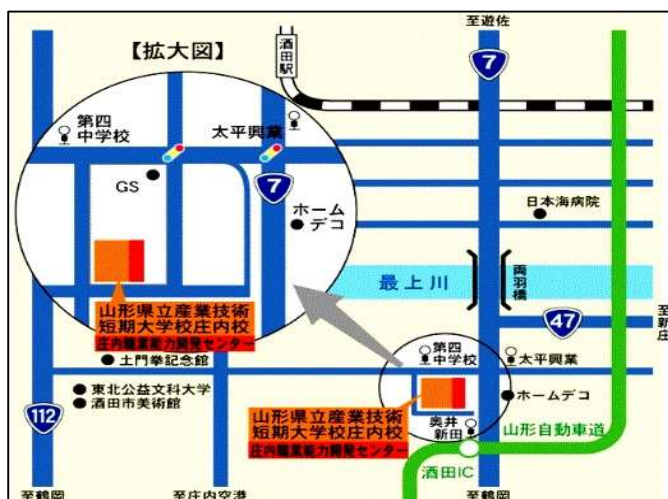 至遊佐
【拡大図】
酒田駅
7
第四
中学校
太平興業
GS
7
ホーム
デコ
日本海病院
最上川
両羽橋
至新庄
47
山形県立産業技術
短期大学校庄内校
庄内職業能力開発センター
土門拳記念館
第四
中学校
太平興業
東北公益文科大学
酒田市美術館
ホームデコ
山形県立産業技術
短期大学校庄内校
庄内職業能力開発センター
奥井
新田
山形自動車道
112
酒田IC
至鶴岡
至庄内空港
至鶴岡